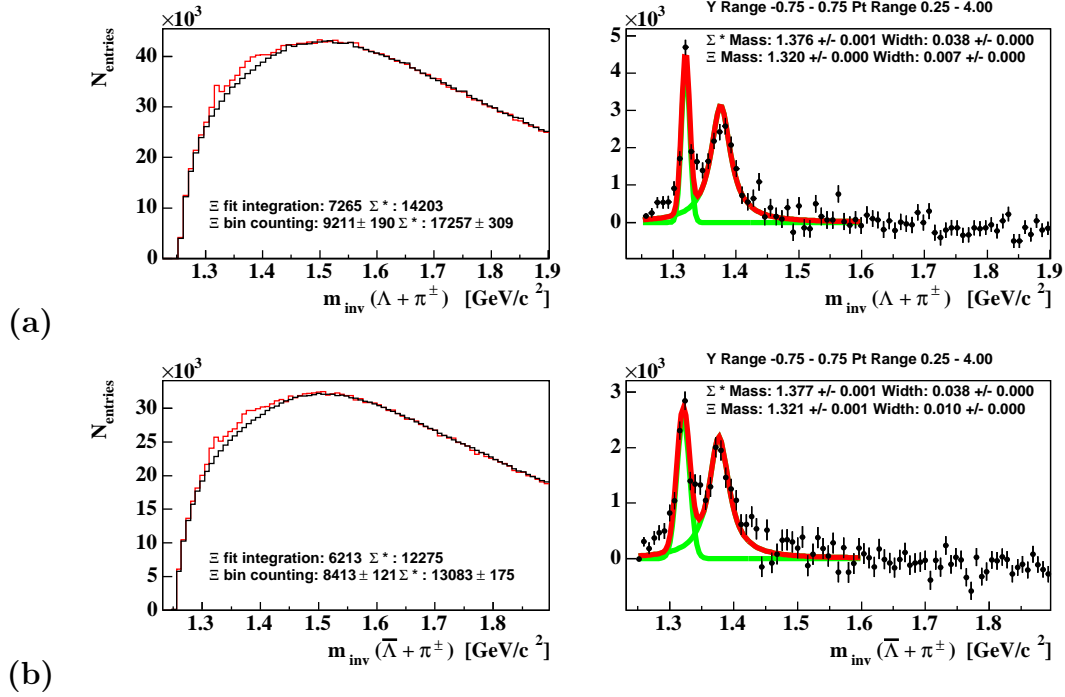 ×10³
N entries
40
30
20
10
0
Ξ fit integration: 7265 Σ* : 14203
Ξ bin counting: 9211± 190 Σ* : 17257± 309
1.3 1.4 1.5 1.6 1.7 1.8 1.9
m inv (Λ + π±) [GeV/c ²]
Y Range -0.75 - 0.75 Pt Range 0.25 - 4.00
×10³
Σ* Mass: 1.376 +/- 0.001 Width: 0.038 +/- 0.000
Ξ Mass: 1.320 +/- 0.000 Width: 0.007 +/- 0.000
5
4
3
2
1
0
-1
1.3 1.4 1.5 1.6 1.7 1.8 1.9
m inv (Λ + π±) [GeV/c ²]
(a)
×10³
N entries
30
25
20
15
10
5
0
Ξ fit integration: 6213 Σ* : 12275
Ξ bin counting: 8413± 121 Σ* : 13083± 175
1.3 1.4 1.5 1.6 1.7 1.8
m inv (Λ̅ + π±) [GeV/c ²]
Y Range -0.75 - 0.75 Pt Range 0.25 - 4.00
×10³
Σ* Mass: 1.377 +/- 0.001 Width: 0.038 +/- 0.000
Ξ Mass: 1.321 +/- 0.001 Width: 0.010 +/- 0.000
3
2
1
0
-1
1.3 1.4 1.5 1.6 1.7 1.8
m inv (Λ̅ + π±) [GeV/c ²]
(b)